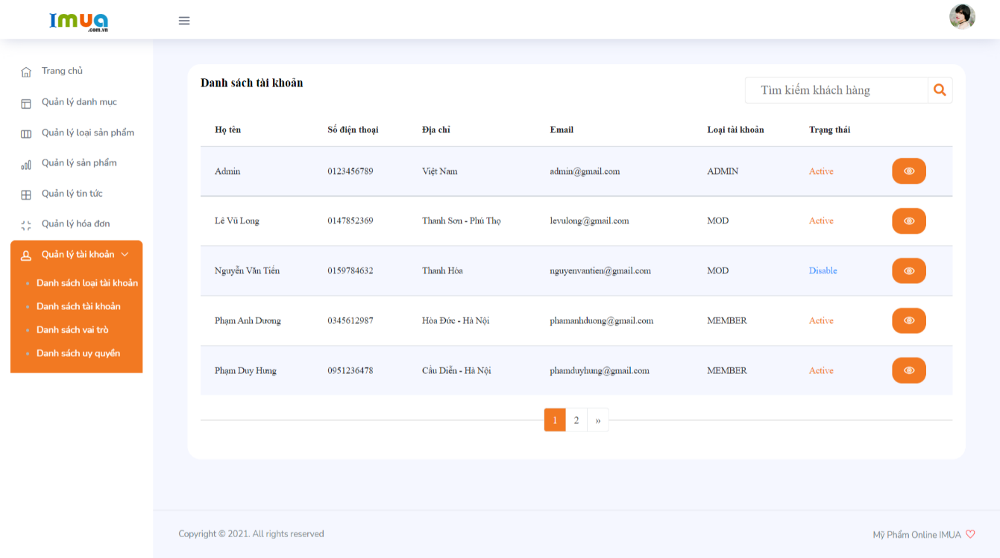 Imua
.com.vn
Trang chủ
Quản lý danh mục
Quản lý loại sản phẩm
Quản lý sản phẩm
Quản lý tin tức
Quản lý hóa đơn
Quản lý tài khoản
Danh sách loại tài khoản
Danh sách tài khoản
Danh sách vai trò
Danh sách uy quyền
Danh sách tài khoản
Tìm kiếm khách hàng
Họ tên Số điện thoại Địa chỉ Email Loại tài khoản Trạng thái
Admin 0123456789 Việt Nam admin@gmail.com ADMIN Active
Lê Vũ Long 0147852369 Thanh Sơn - Phú Thọ levulong@gmail.com MOD Active
Nguyễn Văn Tiến 0159784632 Thanh Hóa nguyenvantien@gmail.com MOD Disable
Phạm Anh Dương 0345612987 Hòa Đức - Hà Nội phamanhduong@gmail.com MEMBER Active
Phạm Duy Hưng 0951236478 Cầu Diễn - Hà Nội phamduyhung@gmail.com MEMBER Active
1 2 »
Copyright © 2021. All rights reserved
Mỹ Phẩm Online IMUA ♡